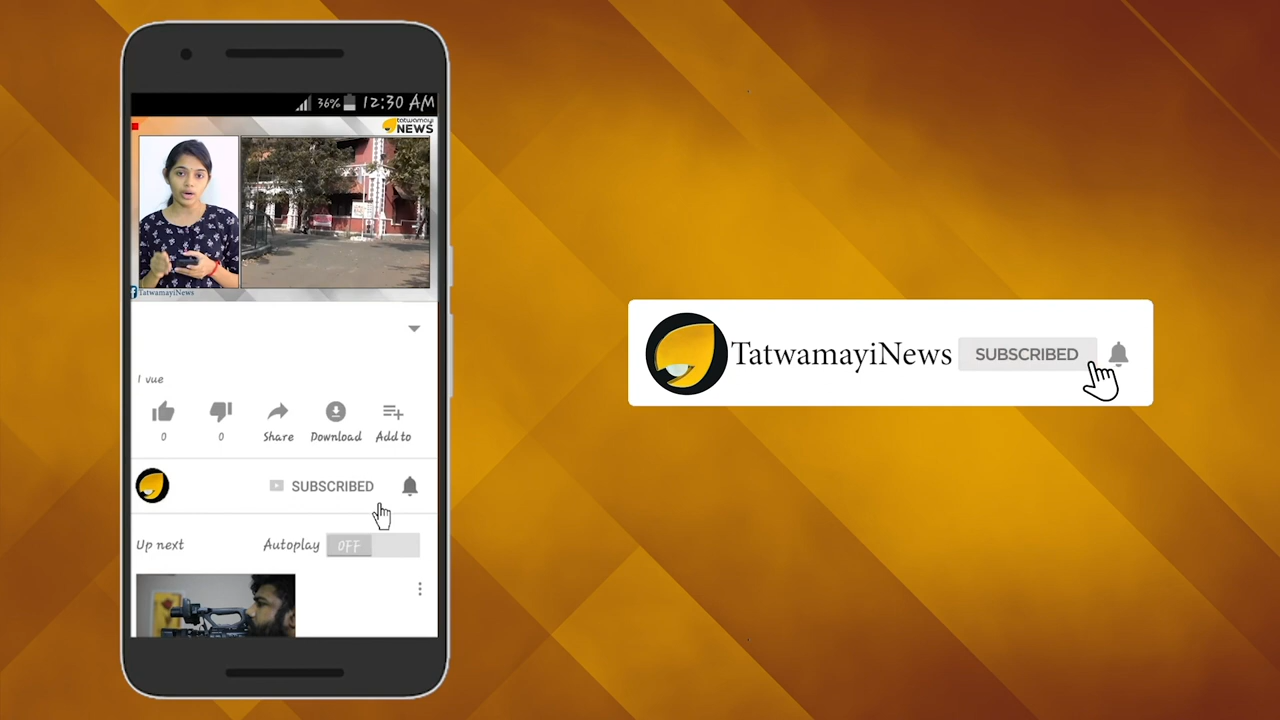 36% 12:30 AM
tatwamayi
NEWS
TatwamayiNews
1 vue
0 0 Share Download Add to
SUBSCRIBED
Up next Autoplay OFF
TatwamayiNews SUBSCRIBED